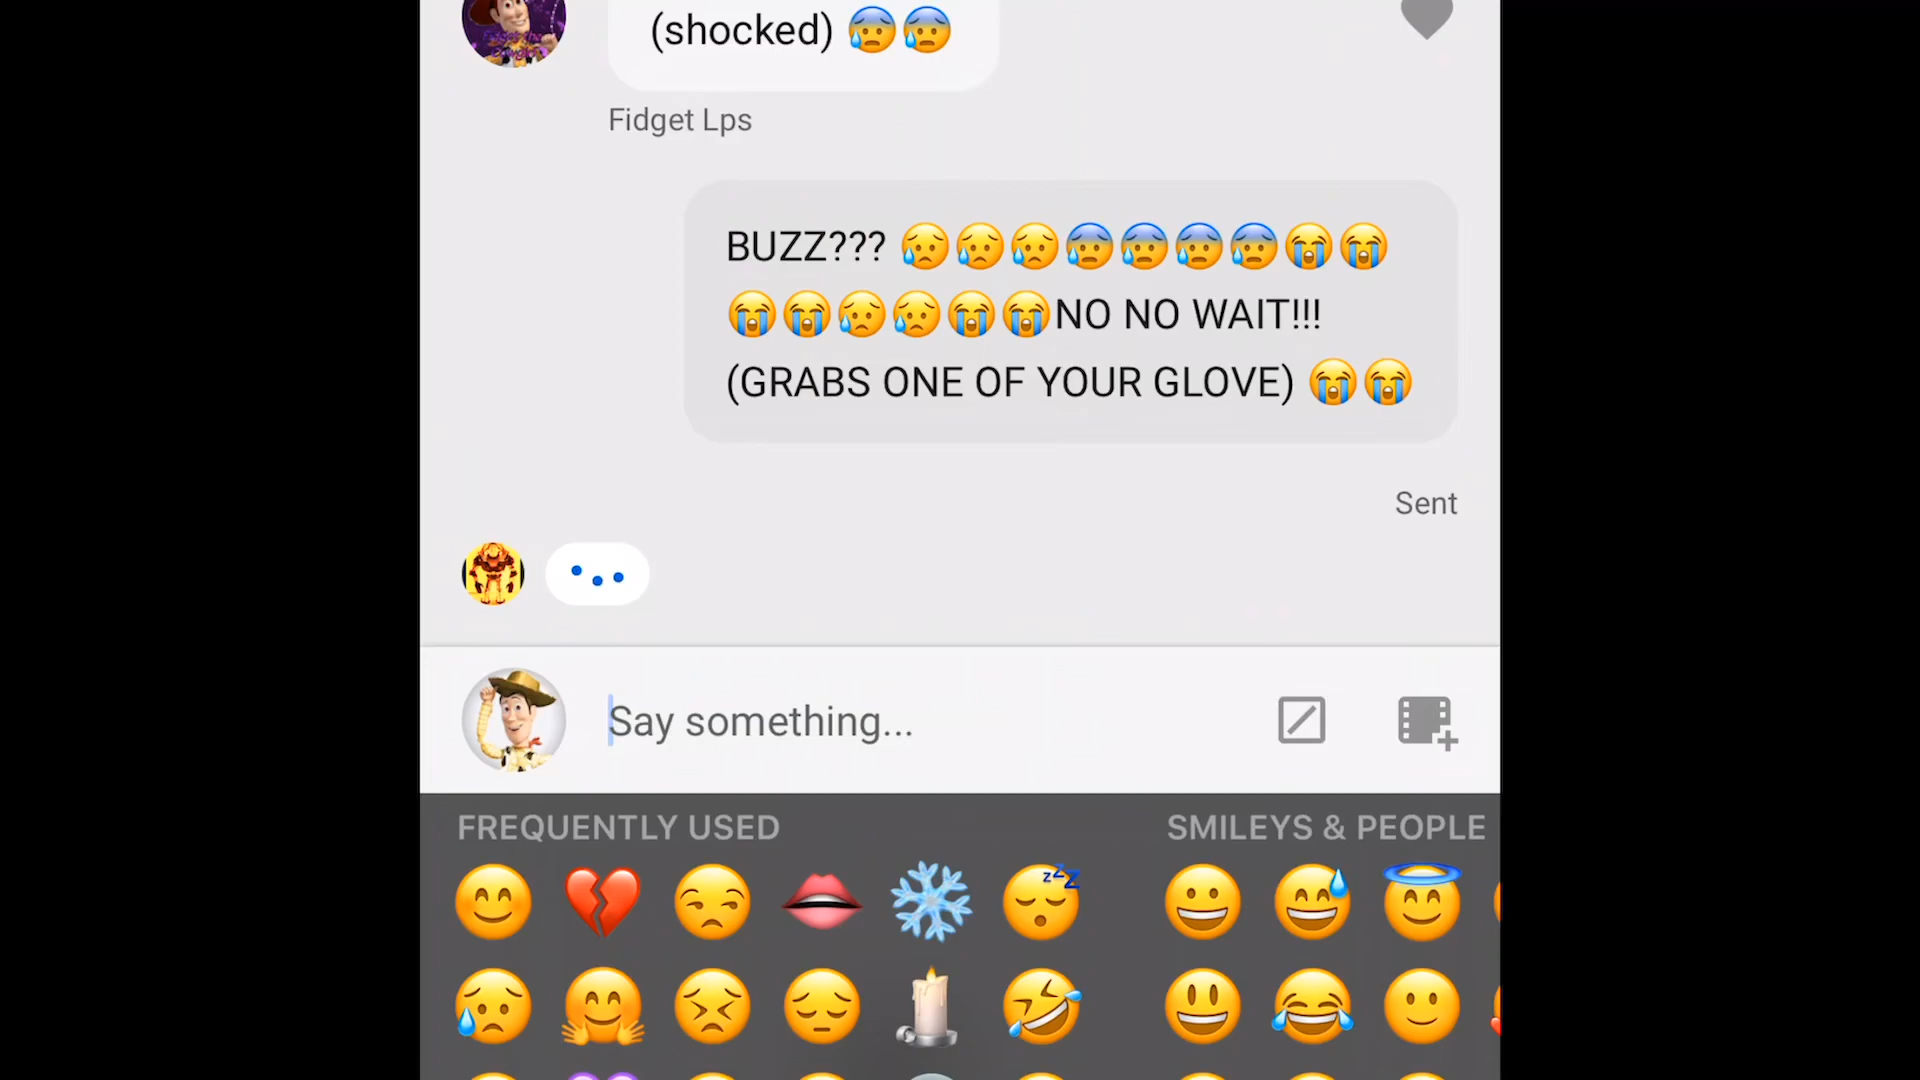 (shocked) 😰😰
Fidget Lps
BUZZ??? 😥😥😥😰😰😰😰😭😭
😭😭😥😥😭😭NO NO WAIT!!!
(GRABS ONE OF YOUR GLOVE) 😭😭
Sent
Say something...
FREQUENTLY USED
SMILEYS & PEOPLE